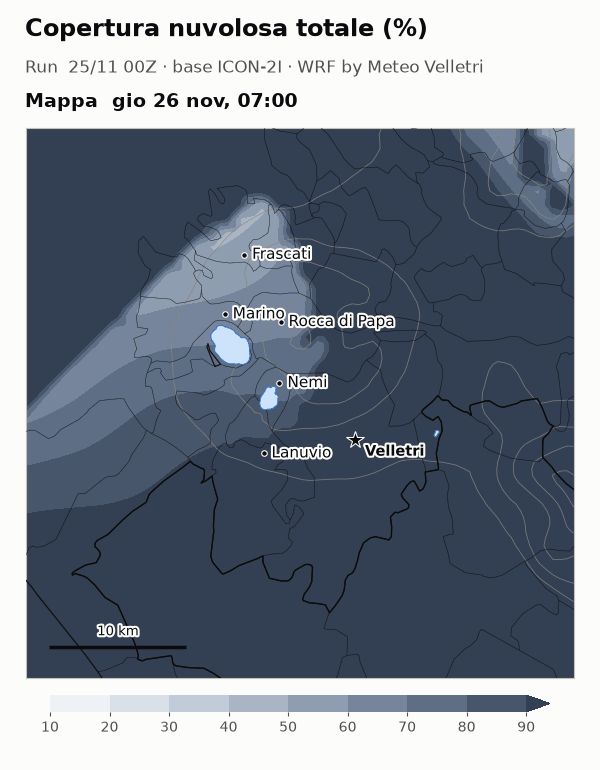 Copertura nuvolosa totale (%)
Run  25/11 00Z · base ICON-2I · WRF by Meteo Velletri
Mappa  gio 26 nov, 07:00
Frascati
Marino
Rocca di Papa
Nemi
Velletri
Lanuvio
10 km
10 20 30 40 50 60 70 80 90